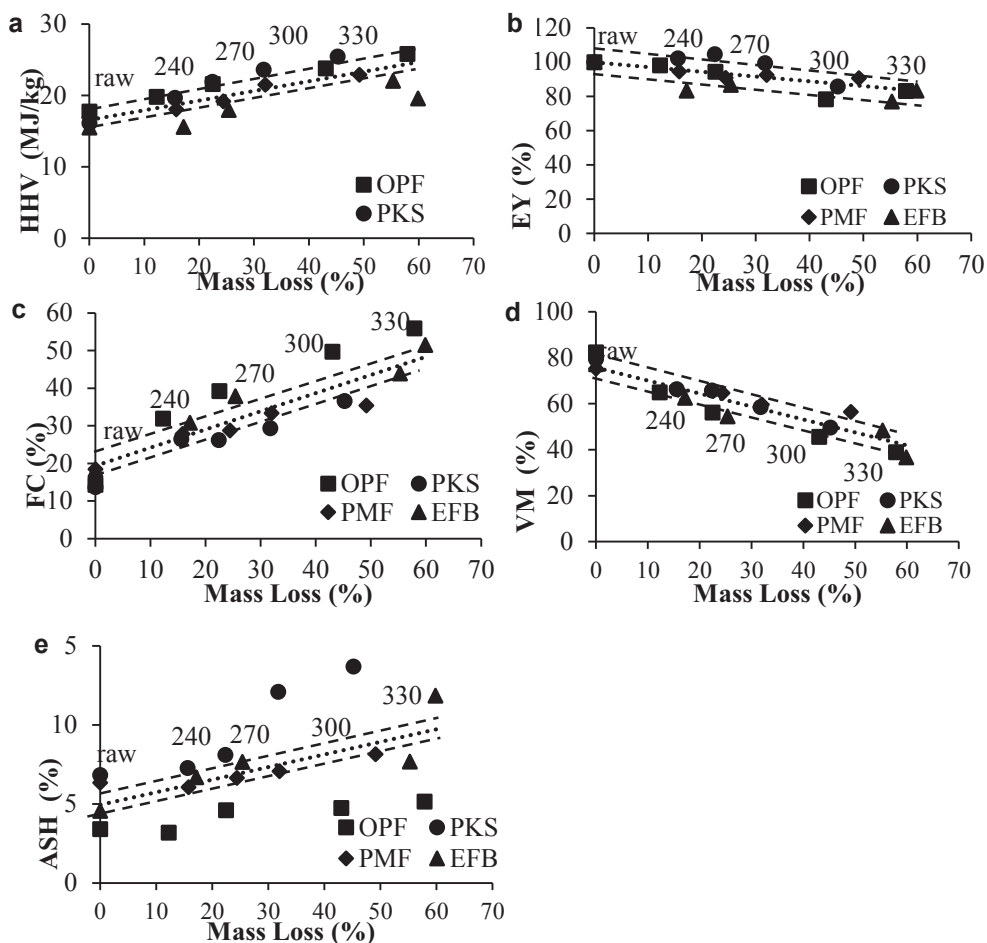 a
30
20
10
0
HHV (MJ/kg)
raw
240
270
300
330
OPF
PKS
0 10 20 30 40 50 60 70
Mass Loss (%)
b
120
100
80
60
40
20
0
EY (%)
raw
240
270
300
330
OPF PKS
PMF EFB
0 10 20 30 40 50 60 70
Mass Loss (%)
c
60
50
40
30
20
10
0
FC (%)
raw
240
270
300
330
OPF PKS
PMF EFB
0 10 20 30 40 50 60 70
Mass Loss (%)
d
100
80
60
40
20
0
VM (%)
raw
240
270
300
330
OPF PKS
PMF EFB
0 10 20 30 40 50 60 70
Mass Loss (%)
e
5
10
5
0
ASH (%)
raw
240
270
300
330
OPF PKS
PMF EFB
0 10 20 30 40 50 60 70
Mass Loss (%)